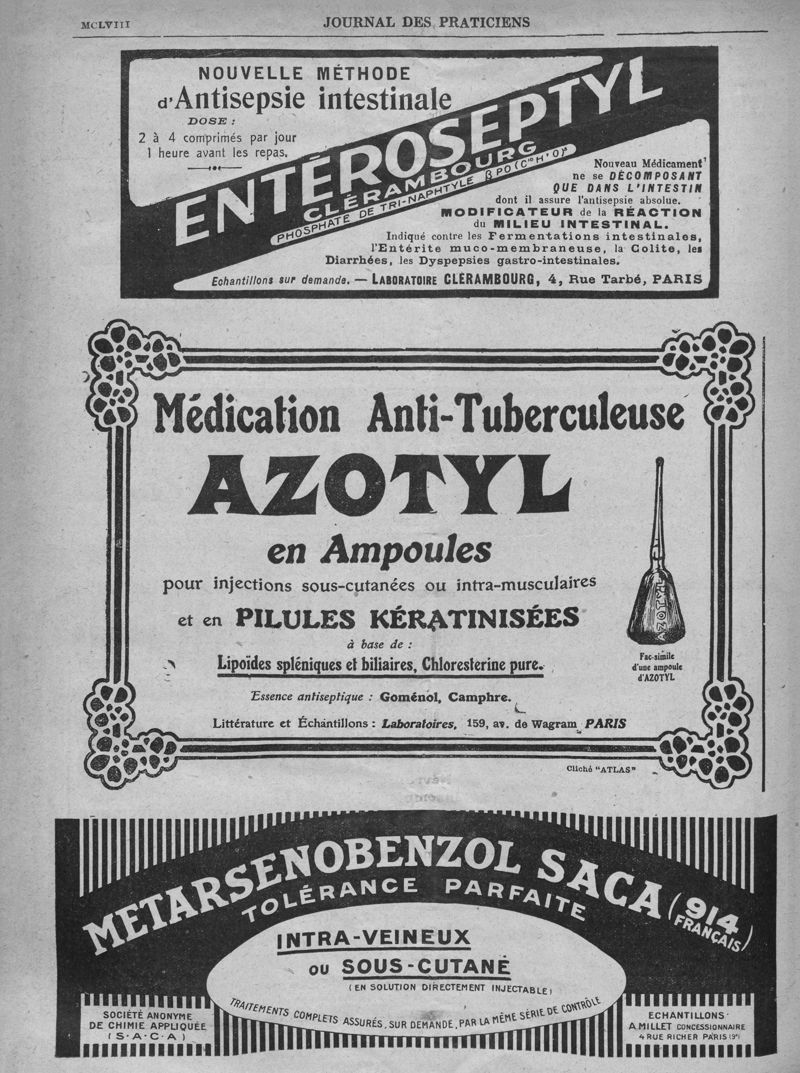 MCLVIII
JOURNAL DES PRATICIENS
NOUVELLE MÉTHODE
d'Antisepsie intestinale
DOSE :
2 à 4 comprimés par jour
1 heure avant les repas.
ENTÉROSEPTYL
CLÉRAMBOURG
PHOSPHATE DE TRI-NAPHTYLE β PO (C¹⁰ H⁷ O)³
Nouveau Médicament
ne se DÉCOMPOSANT
QUE DANS L'INTESTIN
dont il assure l'antisepsie absolue.
MODIFICATEUR de la RÉACTION
du MILIEU INTESTINAL.
Indiqué contre les Fermentations intestinales,
l'Entérite muco-membraneuse, la Colite, les
Diarrhées, les Dyspepsies gastro-intestinales.
Echantillons sur demande. — LABORATOIRE CLÉRAMBOURG, 4, Rue Tarbé, PARIS
Médication Anti-Tuberculeuse
AZOTYL
en Ampoules
pour injections sous-cutanées ou intra-musculaires
et en PILULES KÉRATINISÉES
à base de :
Lipoïdes spléniques et biliaires, Chloresterine pure.
Essence antiseptique : Goménol, Camphre.
Littérature et Échantillons : Laboratoires, 159, av. de Wagram PARIS
AZOTYL
Fac-simile
d'une ampoule
d'AZOTYL
Cliché "ATLAS"
METARSENOBENZOL SACA (914 FRANÇAIS)
TOLÉRANCE PARFAITE
INTRA-VEINEUX
OU SOUS-CUTANÉ
(EN SOLUTION DIRECTEMENT INJECTABLE)
TRAITEMENTS COMPLETS ASSURÉS, SUR DEMANDE, PAR LA MÊME SÉRIE DE CONTRÔLE
SOCIÉTÉ ANONYME
DE CHIMIE APPLIQUÉE
(S·A·C·A)
ECHANTILLONS·
A.MILLET CONCESSIONNAIRE
4 RUE RICHER PARIS (9e)